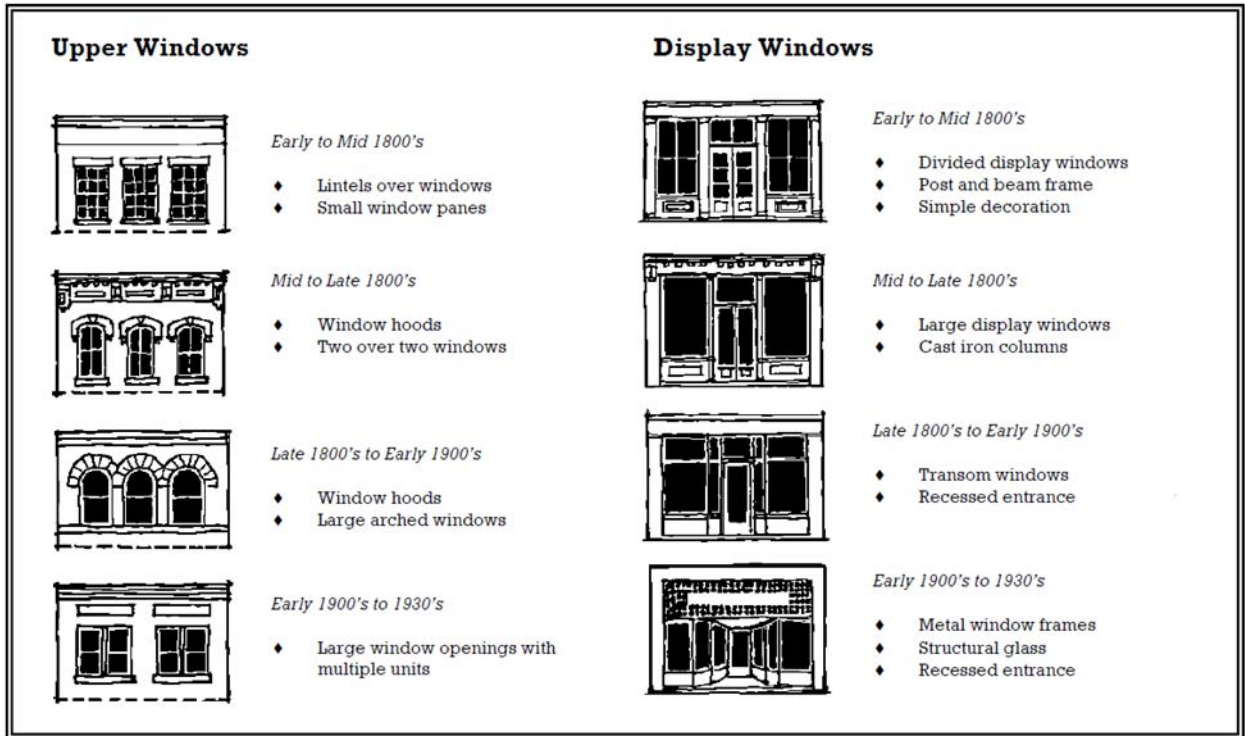 Upper Windows
Early to Mid 1800's
♦ Lintels over windows
♦ Small window panes
Mid to Late 1800's
♦ Window hoods
♦ Two over two windows
Late 1800's to Early 1900's
♦ Window hoods
♦ Large arched windows
Early 1900's to 1930's
♦ Large window openings with
multiple units
Display Windows
Early to Mid 1800's
♦ Divided display windows
♦ Post and beam frame
♦ Simple decoration
Mid to Late 1800's
♦ Large display windows
♦ Cast iron columns
Late 1800's to Early 1900's
♦ Transom windows
♦ Recessed entrance
Early 1900's to 1930's
♦ Metal window frames
♦ Structural glass
♦ Recessed entrance